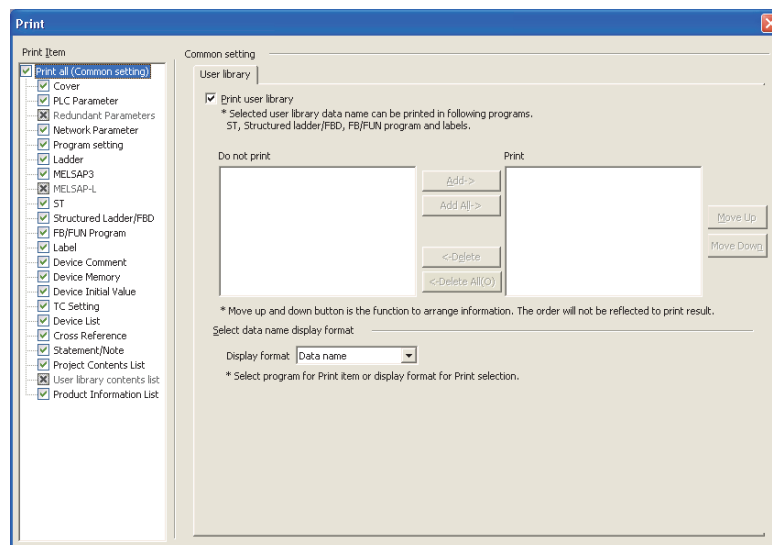 Print
Print Item
Print all (Common setting)
Cover
PLC Parameter
Redundant Parameters
Network Parameter
Program setting
Ladder
MELSAP3
MELSAP-L
ST
Structured Ladder/FBD
FB/FUN Program
Label
Device Comment
Device Memory
Device Initial Value
TC Setting
Device List
Cross Reference
Statement/Note
Project Contents List
User library contents list
Product Information List
Common setting
User library
Print user library
* Selected user library data name can be printed in following programs.
ST, Structured ladder/FBD, FB/FUN program and labels.
Do not print
Print
Add->
Add All->
<-Delete
<-Delete All(O)
Move Up
Move Down
* Move up and down button is the function to arrange information. The order will not be reflected to print result.
Select data name display format
Display format Data name
* Select program for Print item or display format for Print selection.